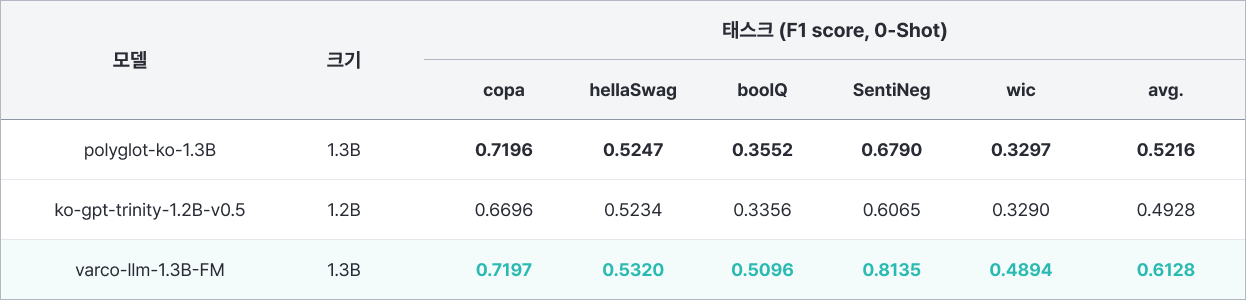 모델 크기 태스크 (F1 score, 0-Shot)
copa hellaSwag boolQ SentiNeg wic avg.
polyglot-ko-1.3B 1.3B 0.7196 0.5247 0.3552 0.6790 0.3297 0.5216
ko-gpt-trinity-1.2B-v0.5 1.2B 0.6696 0.5234 0.3356 0.6065 0.3290 0.4928
varco-llm-1.3B-FM 1.3B 0.7197 0.5320 0.5096 0.8135 0.4894 0.6128